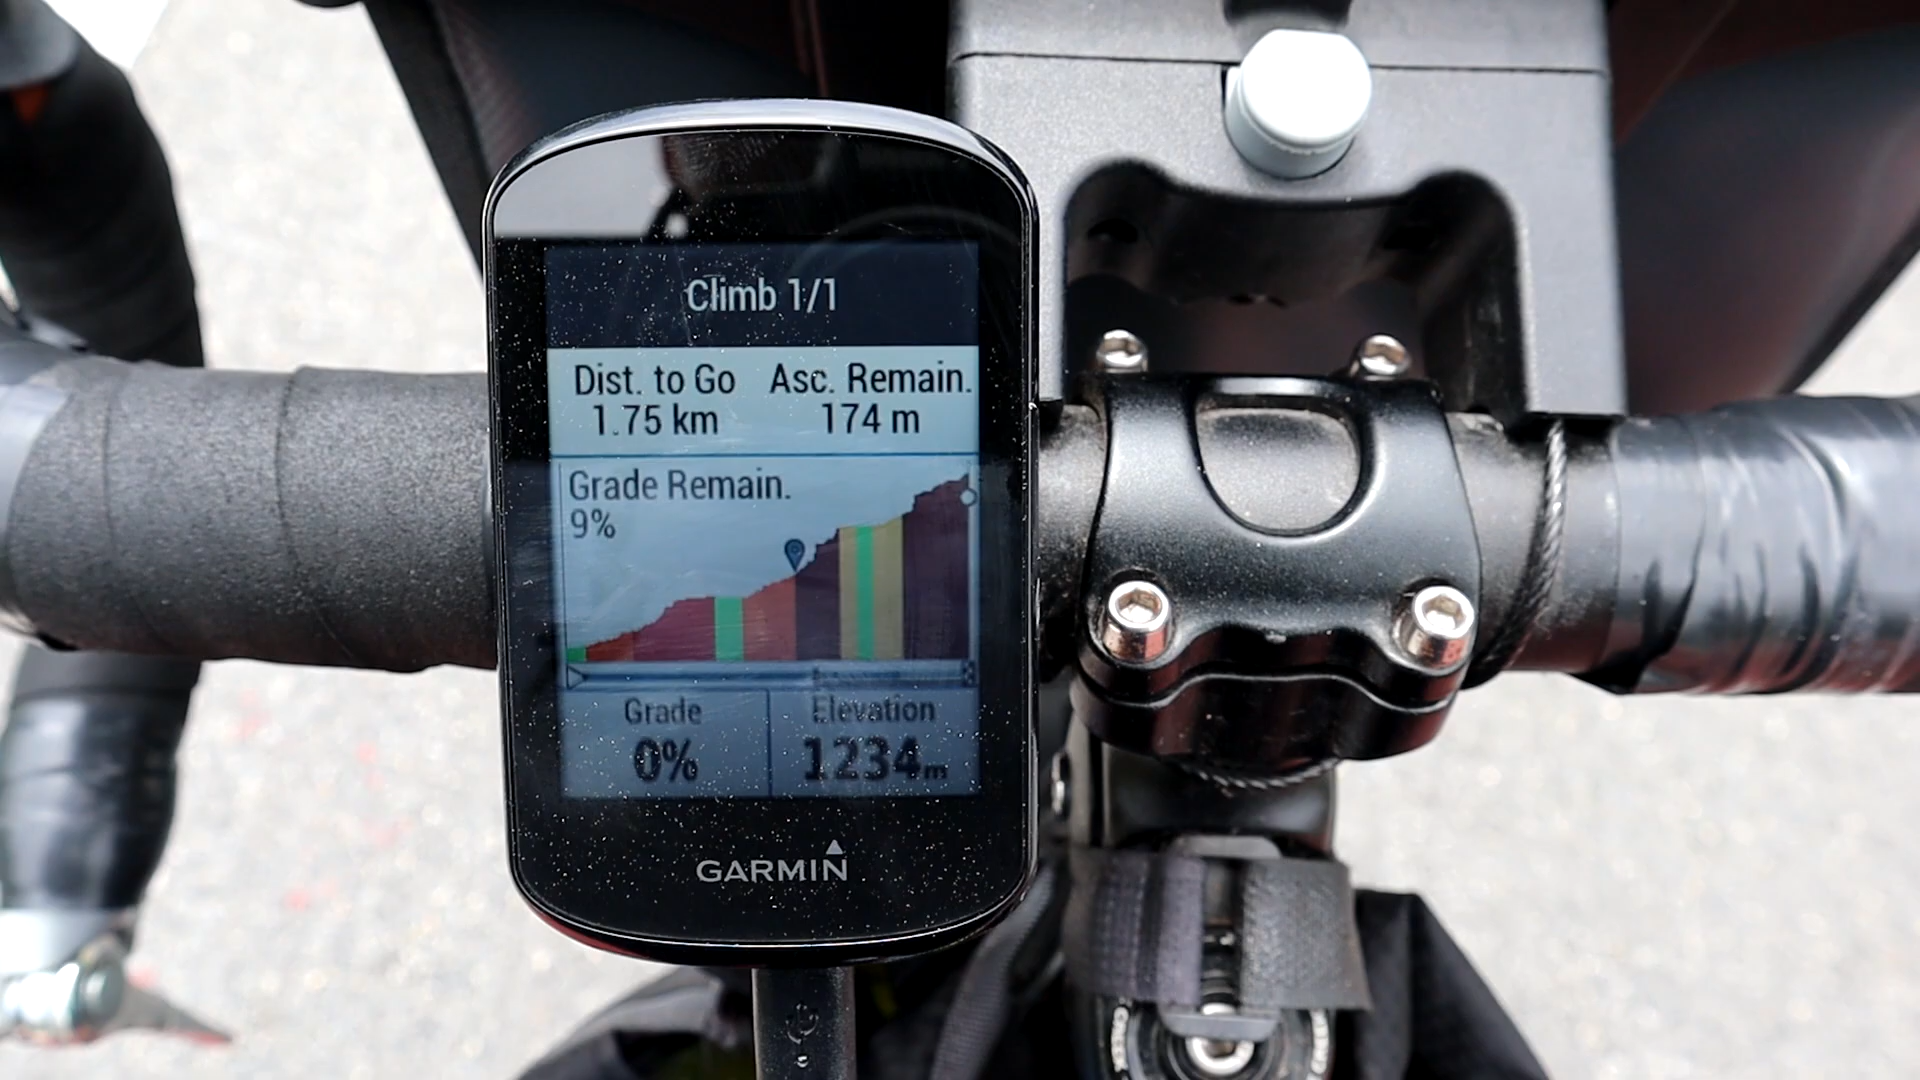 Climb 1/1
Dist. to Go Asc. Remain.
1.75 km 174 m
Grade Remain.
9%
Grade Elevation
0% 1234m
GARMIN